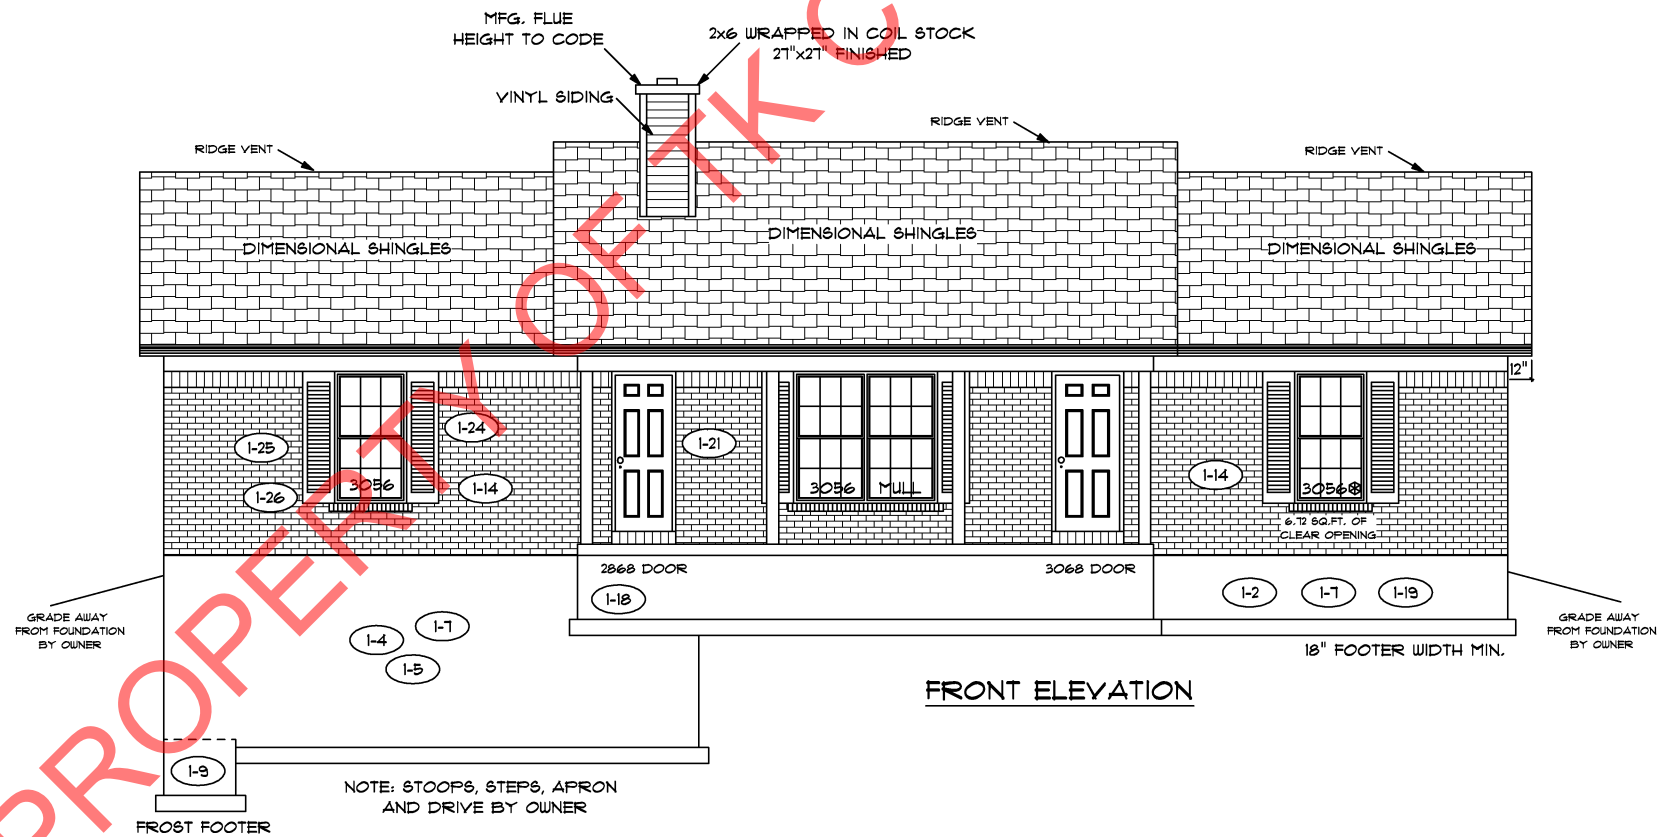 MFG. FLUE
HEIGHT TO CODE
2x6 WRAPPED IN COIL STOCK
27"x27" FINISHED
VINYL SIDING
RIDGE VENT
RIDGE VENT
RIDGE VENT
DIMENSIONAL SHINGLES
DIMENSIONAL SHINGLES
DIMENSIONAL SHINGLES
12"
1-25
1-24
1-21
1-26
3056
1-14
3056 MULL
1-14
3056⊛
6.72 SQ.FT. OF
CLEAR OPENING
2868 DOOR
3068 DOOR
1-18
1-2
1-7
1-19
GRADE AWAY
FROM FOUNDATION
BY OWNER
GRADE AWAY
FROM FOUNDATION
BY OWNER
1-7
1-4
1-5
18" FOOTER WIDTH MIN.
FRONT ELEVATION
1-9
NOTE: STOOPS, STEPS, APRON
AND DRIVE BY OWNER
FROST FOOTER
PROPERTY OF TK C